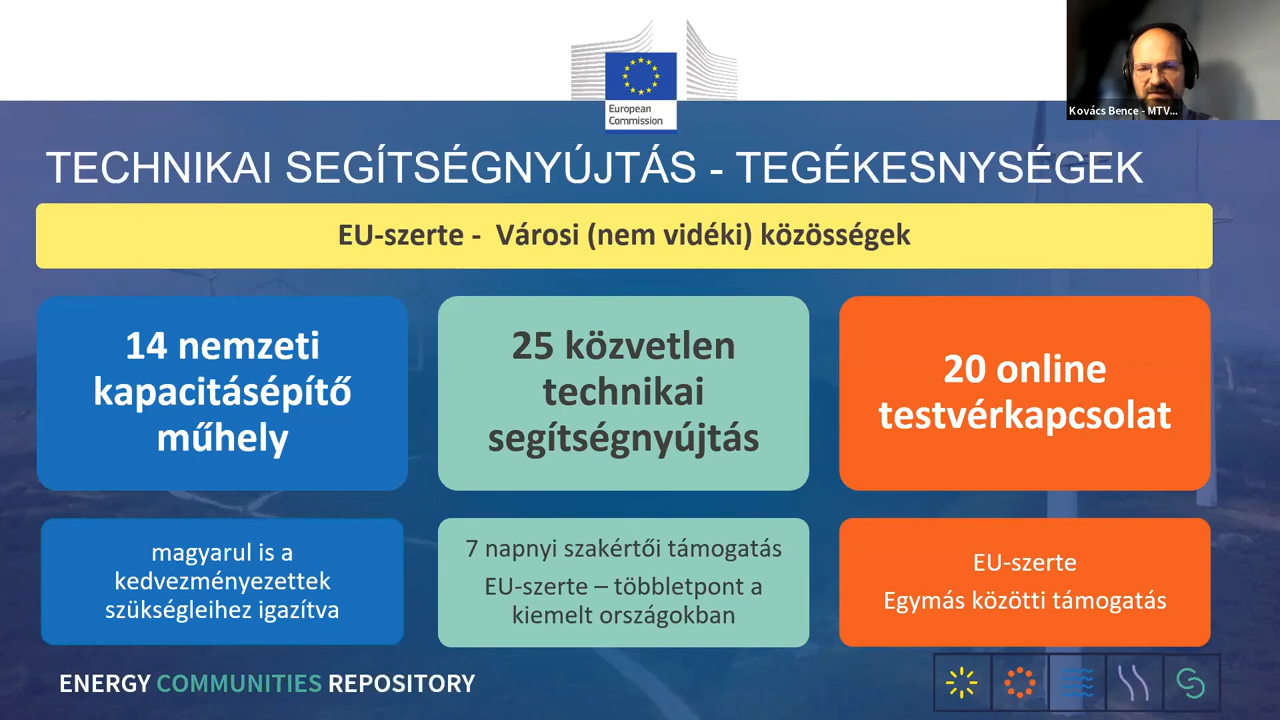 European
Commission
Kovács Bence - MTV...
TECHNIKAI SEGÍTSÉGNYÚJTÁS - TEGÉKESNYSÉGEK
EU-szerte - Városi (nem vidéki) közösségek
14 nemzeti
kapacitásépítő
műhely
25 közvetlen
technikai
segítségnyújtás
20 online
testvérkapcsolat
magyarul is a
kedvezményezettek
szükségleihez igazítva
7 napnyi szakértői támogatás
EU-szerte – többletpont a
kiemelt országokban
EU-szerte
Egymás közötti támogatás
ENERGY COMMUNITIES REPOSITORY